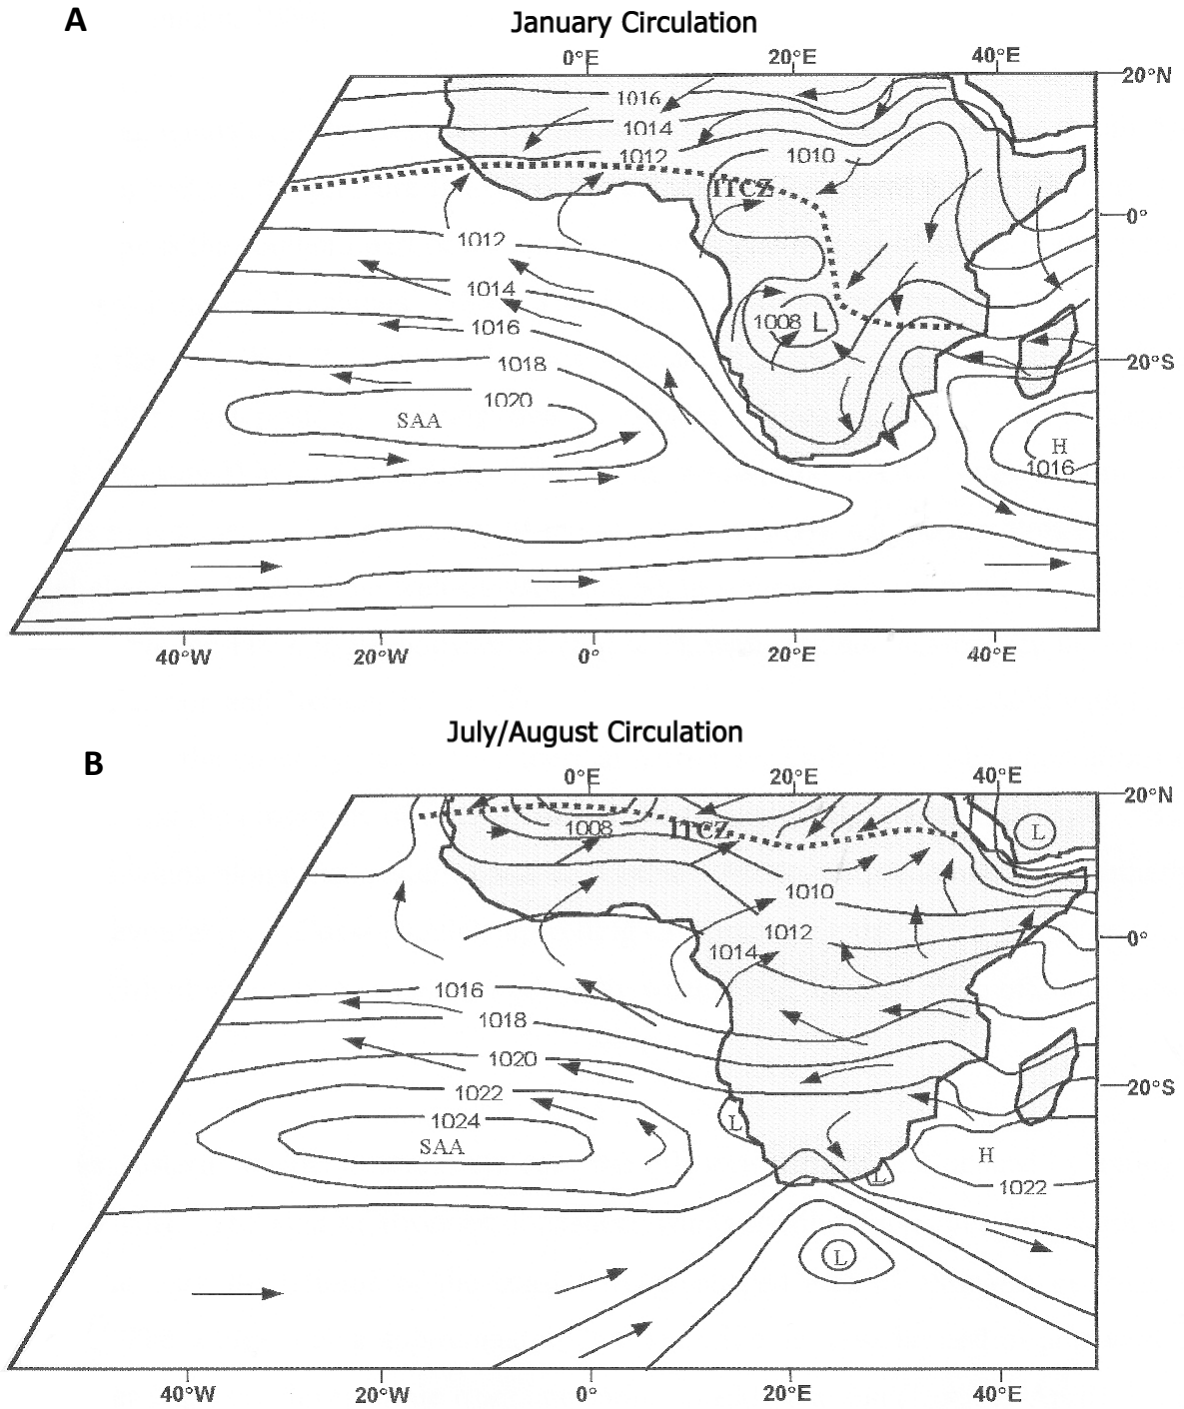 A
January Circulation
0°E 20°E 40°E
20°N
1016
1014
1012 1010
ITCZ
0°
1012
1014
1016 1008 L
1018 20°S
1020
SAA
H
1016
40°W 20°W 0° 20°E 40°E
July/August Circulation
B
0°E 20°E 40°E
20°N
1008 ITCZ L
1010
1012
1014 0°
1016
1018
1020
1022 20°S
1024 L
SAA H
L 1022
L
40°W 20°W 0° 20°E 40°E